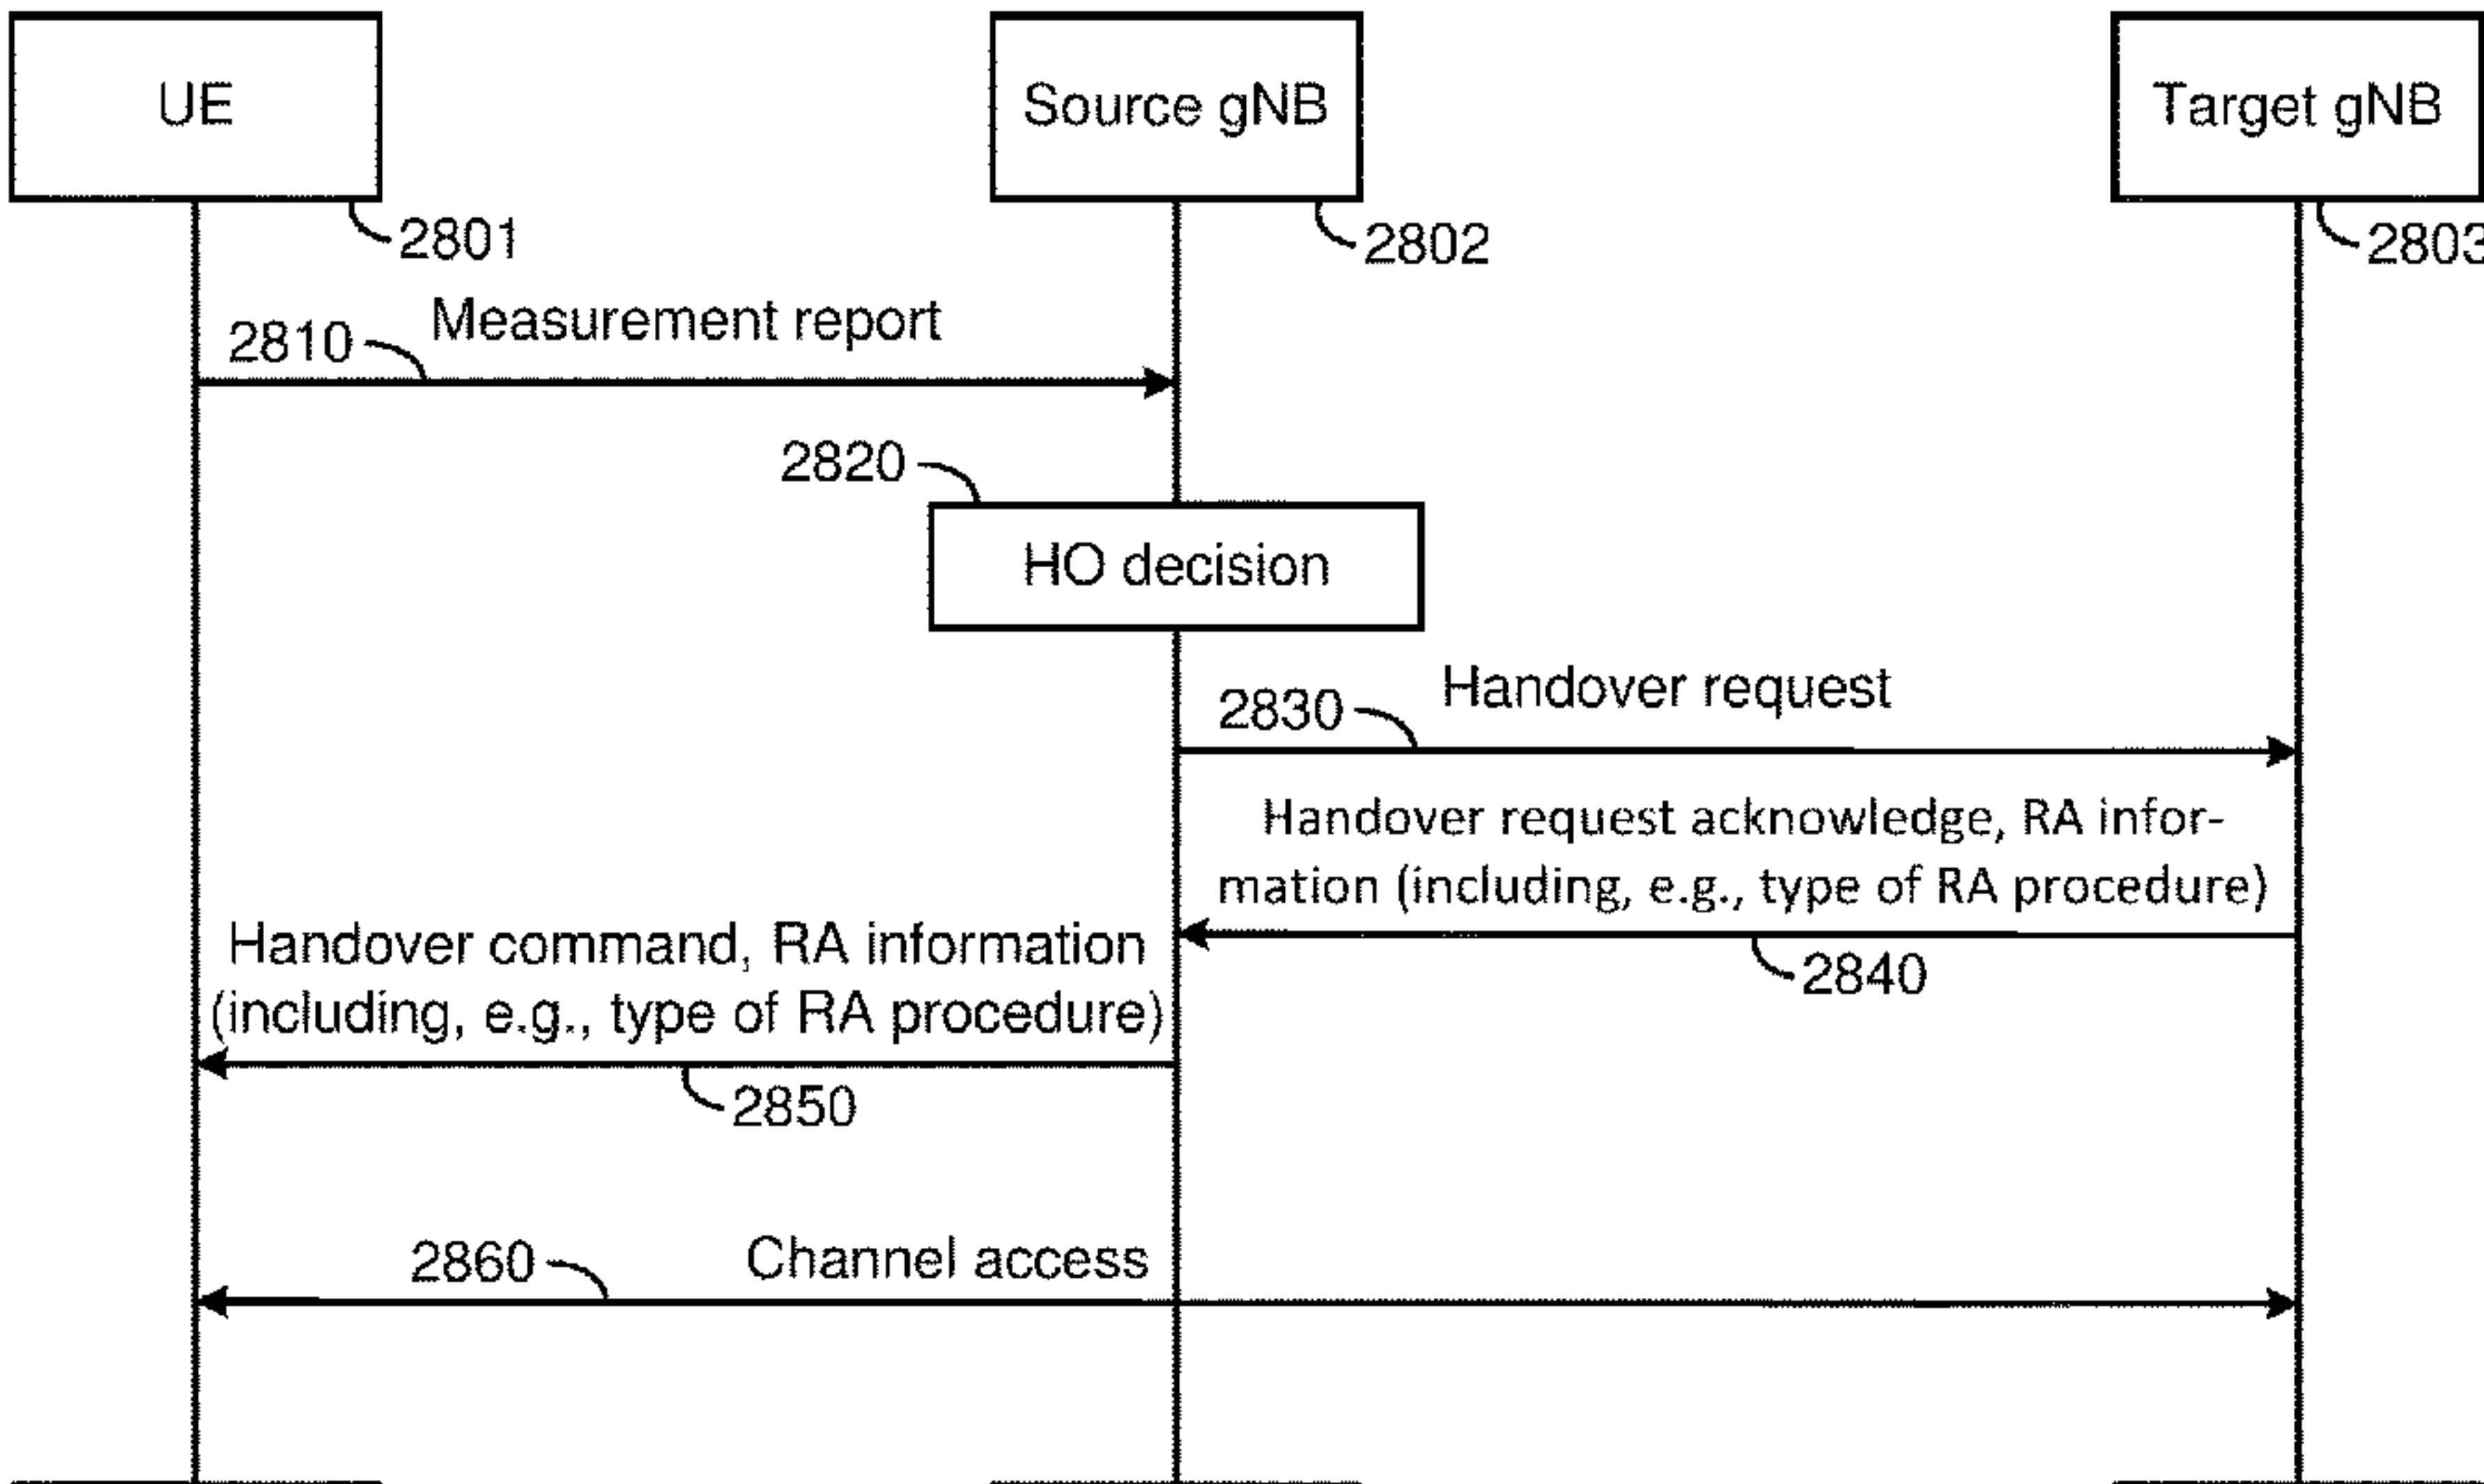 UE
Source gNB
Target gNB
2801
2802
2803
Measurement report
2810
2820
HO decision
Handover request
2830
Handover request acknowledge, RA infor-
mation (including, e.g., type of RA procedure)
2840
Handover command, RA information
(including, e.g., type of RA procedure)
2850
Channel access
2860